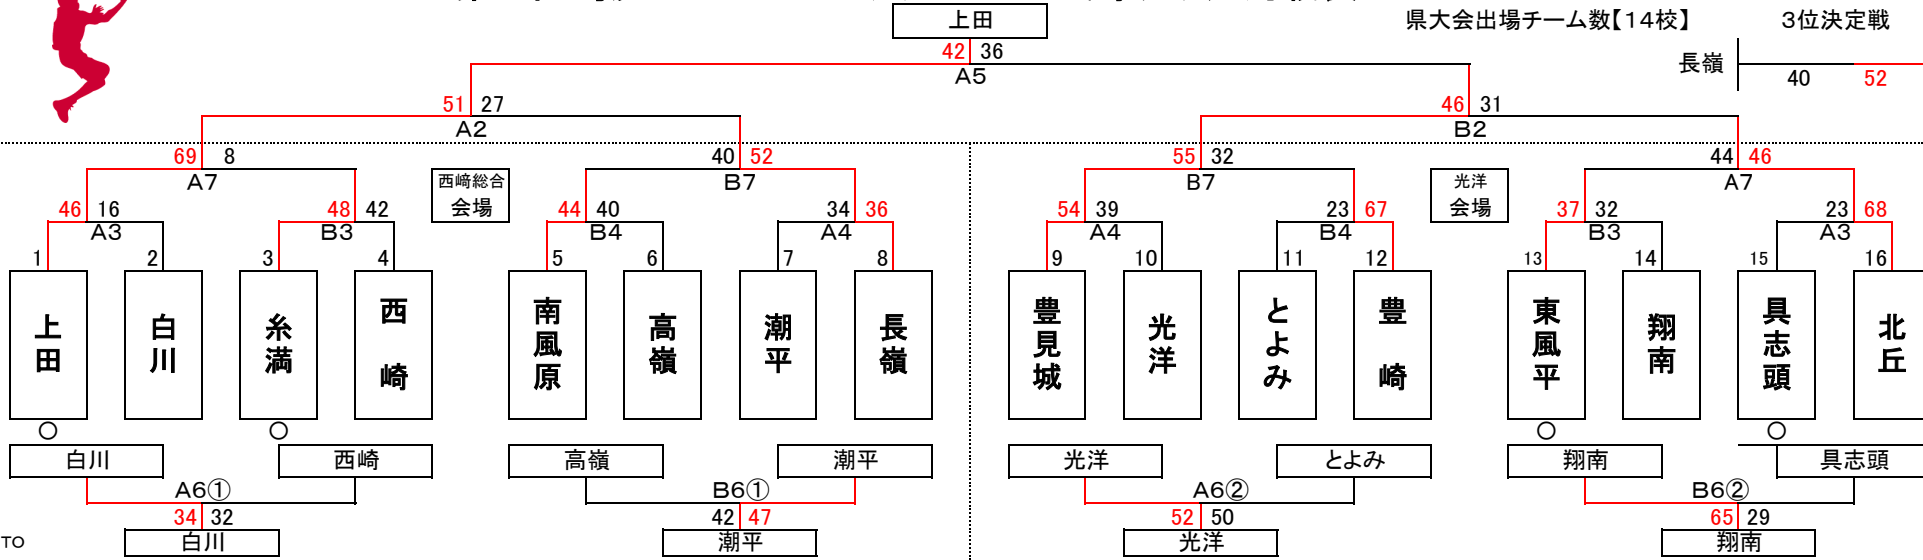 上田
県大会出場チーム数【14校】
3位決定戦
42 36
A5
長嶺
40 52
51 27
A2
46 31
B2
69 8
A7
40 52
B7
55 32
B7
44 46
A7
西﨑総合
会場
光洋
会場
46 16
A3
48 42
B3
44 40
B4
34 36
A4
54 39
A4
23 67
B4
37 32
B3
23 68
A3
1 2 3 4 5 6 7 8 9 10 11 12 13 14 15 16
上田
白川
糸満
西崎
南風原
高嶺
潮平
長嶺
豊見城
光洋
とよみ
豊崎
東風平
翔南
具志頭
北丘
○ ○ ○ ○
白川 西崎 高嶺 潮平 光洋 とよみ 翔南 具志頭
A6① B6① A6② B6②
34 32 42 47 52 50 65 29
TO 白川 潮平 光洋 翔南